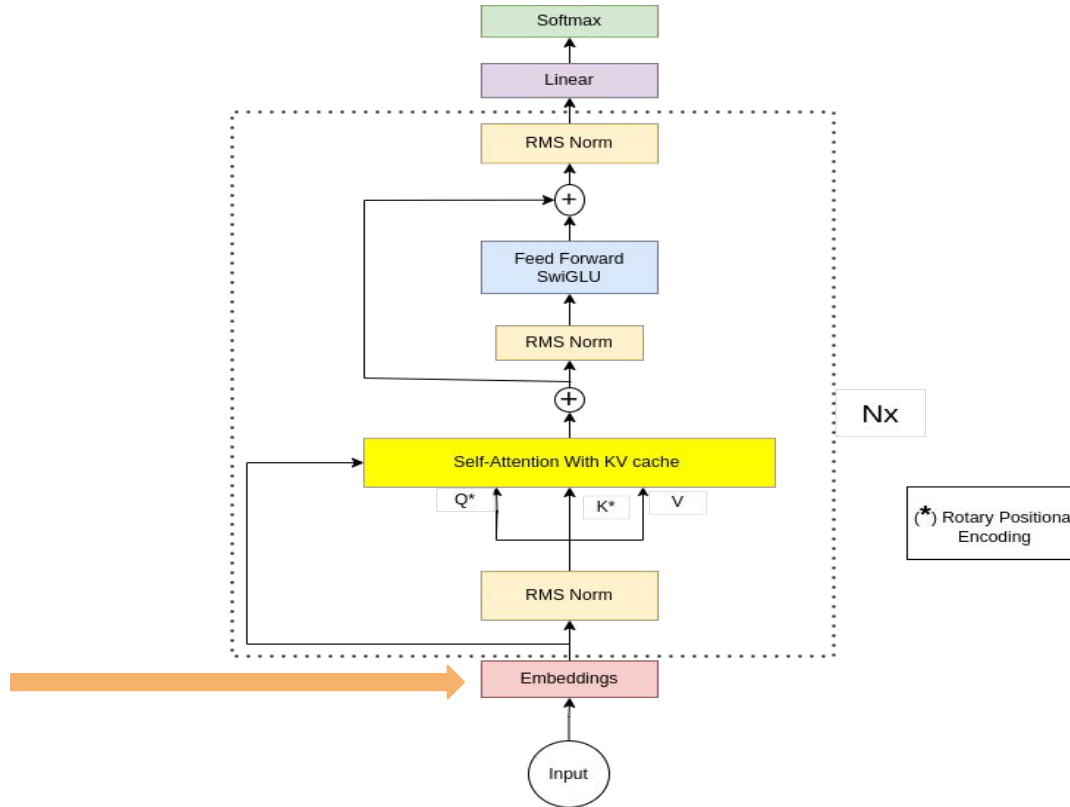 Softmax
Linear
RMS Norm
+
Feed Forward
SwiGLU
RMS Norm
+
Nx
Self-Attention With KV cache
Q*
K*
V
(*) Rotary Positiona
Encoding
RMS Norm
Embeddings
Input